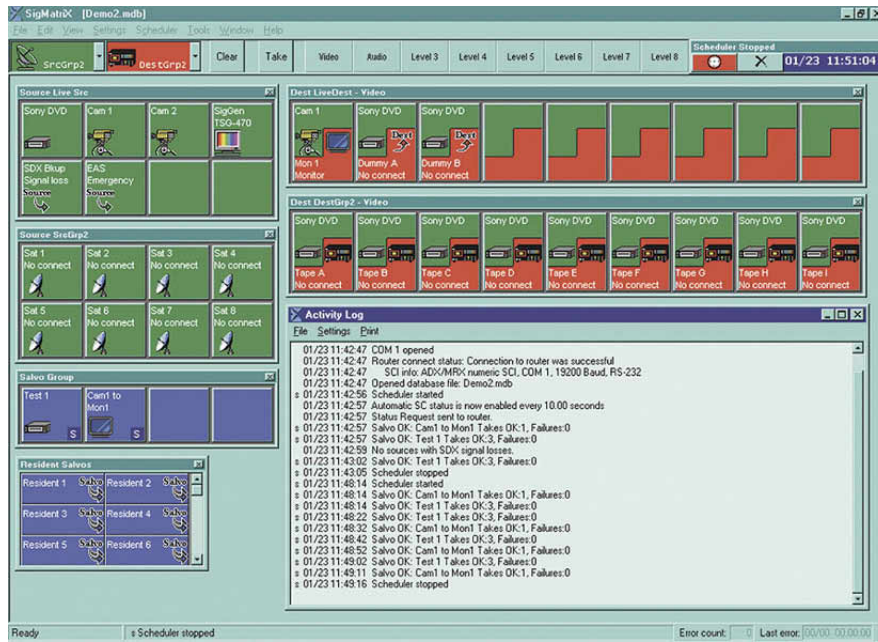 SigMatriX [Demo2.mdb]
File Edit View Settings Scheduler Tools Window Help
SrcGrp2 DestGrp2 Clear Take Video Audio Level 3 Level 4 Level 5 Level 6 Level 7 Level 8
Scheduler Stopped
01/23 11:51:04
Source Live Src
Sony DVD Cam 1 Cam 2 SigGen TSG-470
SDX Bkup Signal loss Source EAS Emergency Source
Source SrcGrp2
Sat 1 No connect Sat 2 No connect Sat 3 No connect Sat 4 No connect
Sat 5 No connect Sat 6 No connect Sat 7 No connect Sat 8 No connect
Salvo Group
Test 1 S Cam1 to Mon1 S
Resident Salvos
Resident 1 Salvo Resident 2 Salvo
Resident 3 Salvo Resident 4 Salvo
Resident 5 Salvo Resident 6 Salvo
Dest LiveDest - Video
Cam 1 Sony DVD Sony DVD
Dest Dest
Mon 1 Dummy A Dummy B
Monitor No connect No connect
Dest DestGrp2 - Video
Sony DVD Sony DVD Sony DVD Sony DVD Sony DVD Sony DVD Sony DVD Sony DVD Sony DVD
Tape A Tape B Tape C Tape D Tape E Tape F Tape G Tape H Tape I
No connect No connect No connect No connect No connect No connect No connect No connect No connect
Activity Log
File Settings Print
01/23 11:42:47 COM 1 opened
01/23 11:42:47 Router connect status: Connection to router was successful
01/23 11:42:47 SCI info: ADX/MRX numeric SCI, COM 1, 19200 Baud, RS-232
01/23 11:42:47 Opened database file: Demo2.mdb
s 01/23 11:42:56 Scheduler started
01/23 11:42:57 Automatic SC status is now enabled every 10.00 seconds
01/23 11:42:57 Status Request sent to router.
s 01/23 11:42:57 Salvo OK: Cam1 to Mon1 Takes OK:1, Failures:0
s 01/23 11:42:57 Salvo OK: Test 1 Takes OK:3, Failures:0
01/23 11:42:59 No sources with SDX signal losses.
s 01/23 11:43:02 Salvo OK: Test 1 Takes OK:3, Failures:0
s 01/23 11:43:05 Scheduler stopped
s 01/23 11:48:14 Scheduler started
s 01/23 11:48:14 Salvo OK: Cam1 to Mon1 Takes OK:1, Failures:0
s 01/23 11:48:14 Salvo OK: Test 1 Takes OK:3, Failures:0
s 01/23 11:48:22 Salvo OK: Test 1 Takes OK:3, Failures:0
s 01/23 11:48:32 Salvo OK: Cam1 to Mon1 Takes OK:1, Failures:0
s 01/23 11:48:42 Salvo OK: Test 1 Takes OK:3, Failures:0
s 01/23 11:48:52 Salvo OK: Cam1 to Mon1 Takes OK:1, Failures:0
s 01/23 11:49:02 Salvo OK: Test 1 Takes OK:3, Failures:0
s 01/23 11:49:11 Salvo OK: Cam1 to Mon1 Takes OK:1, Failures:0
s 01/23 11:49:16 Scheduler stopped
Ready s Scheduler stopped Error count: 0 Last error: 00/00 00:00:00